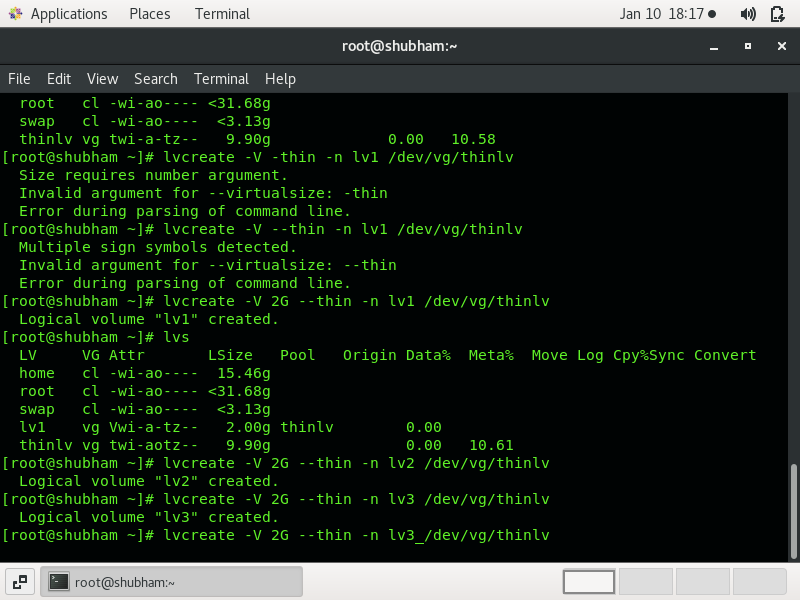 Applications Places Terminal Jan 10 18:17
root@shubham:~
File Edit View Search Terminal Help
  root   cl -wi-ao---- <31.68g
  swap   cl -wi-ao----  <3.13g
  thinlv vg twi-a-tz--   9.90g             0.00   10.58
[root@shubham ~]# lvcreate -V -thin -n lv1 /dev/vg/thinlv
  Size requires number argument.
  Invalid argument for --virtualsize: -thin
  Error during parsing of command line.
[root@shubham ~]# lvcreate -V --thin -n lv1 /dev/vg/thinlv
  Multiple sign symbols detected.
  Invalid argument for --virtualsize: --thin
  Error during parsing of command line.
[root@shubham ~]# lvcreate -V 2G --thin -n lv1 /dev/vg/thinlv
  Logical volume "lv1" created.
[root@shubham ~]# lvs
  LV     VG Attr       LSize   Pool   Origin Data%  Meta%  Move Log Cpy%Sync Convert
  home   cl -wi-ao----  15.46g
  root   cl -wi-ao---- <31.68g
  swap   cl -wi-ao----  <3.13g
  lv1    vg Vwi-a-tz--   2.00g thinlv        0.00
  thinlv vg twi-aotz--   9.90g               0.00   10.61
[root@shubham ~]# lvcreate -V 2G --thin -n lv2 /dev/vg/thinlv
  Logical volume "lv2" created.
[root@shubham ~]# lvcreate -V 2G --thin -n lv3 /dev/vg/thinlv
  Logical volume "lv3" created.
[root@shubham ~]# lvcreate -V 2G --thin -n lv3_/dev/vg/thinlv
root@shubham:~